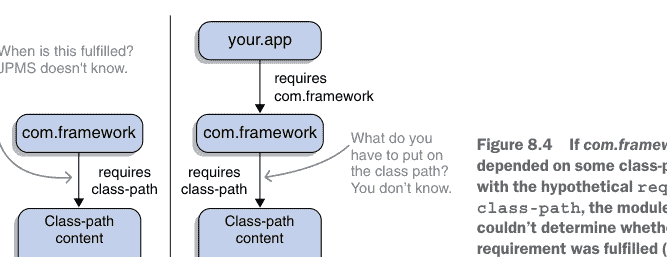 When is this fulfilled?
JPMS doesn't know.
com.framework
requires
class-path
Class-path
content
your.app
requires
com.framework
com.framework
What do you
have to put on
the class path?
You don't know.
requires
class-path
Class-path
content
Figure 8.4 If
depended on some
with the hypothetical
class-path, the
couldn't determine
requirement was fulfilled (